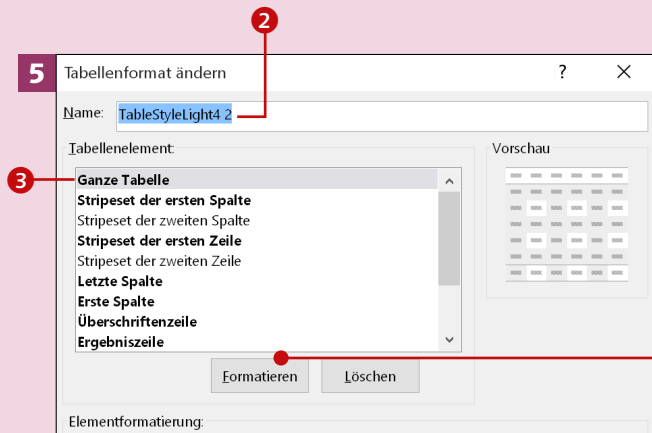 2
5
Tabellenformat ändern ? ×
Name: TableStyleLight4 2
Tabellenelement:
Vorschau
3
Ganze Tabelle
Stripeset der ersten Spalte
Stripeset der zweiten Spalte
Stripeset der ersten Zeile
Stripeset der zweiten Zeile
Letzte Spalte
Erste Spalte
Überschriftenzeile
Ergebniszeile
Formatieren Löschen
Elementformatierung: